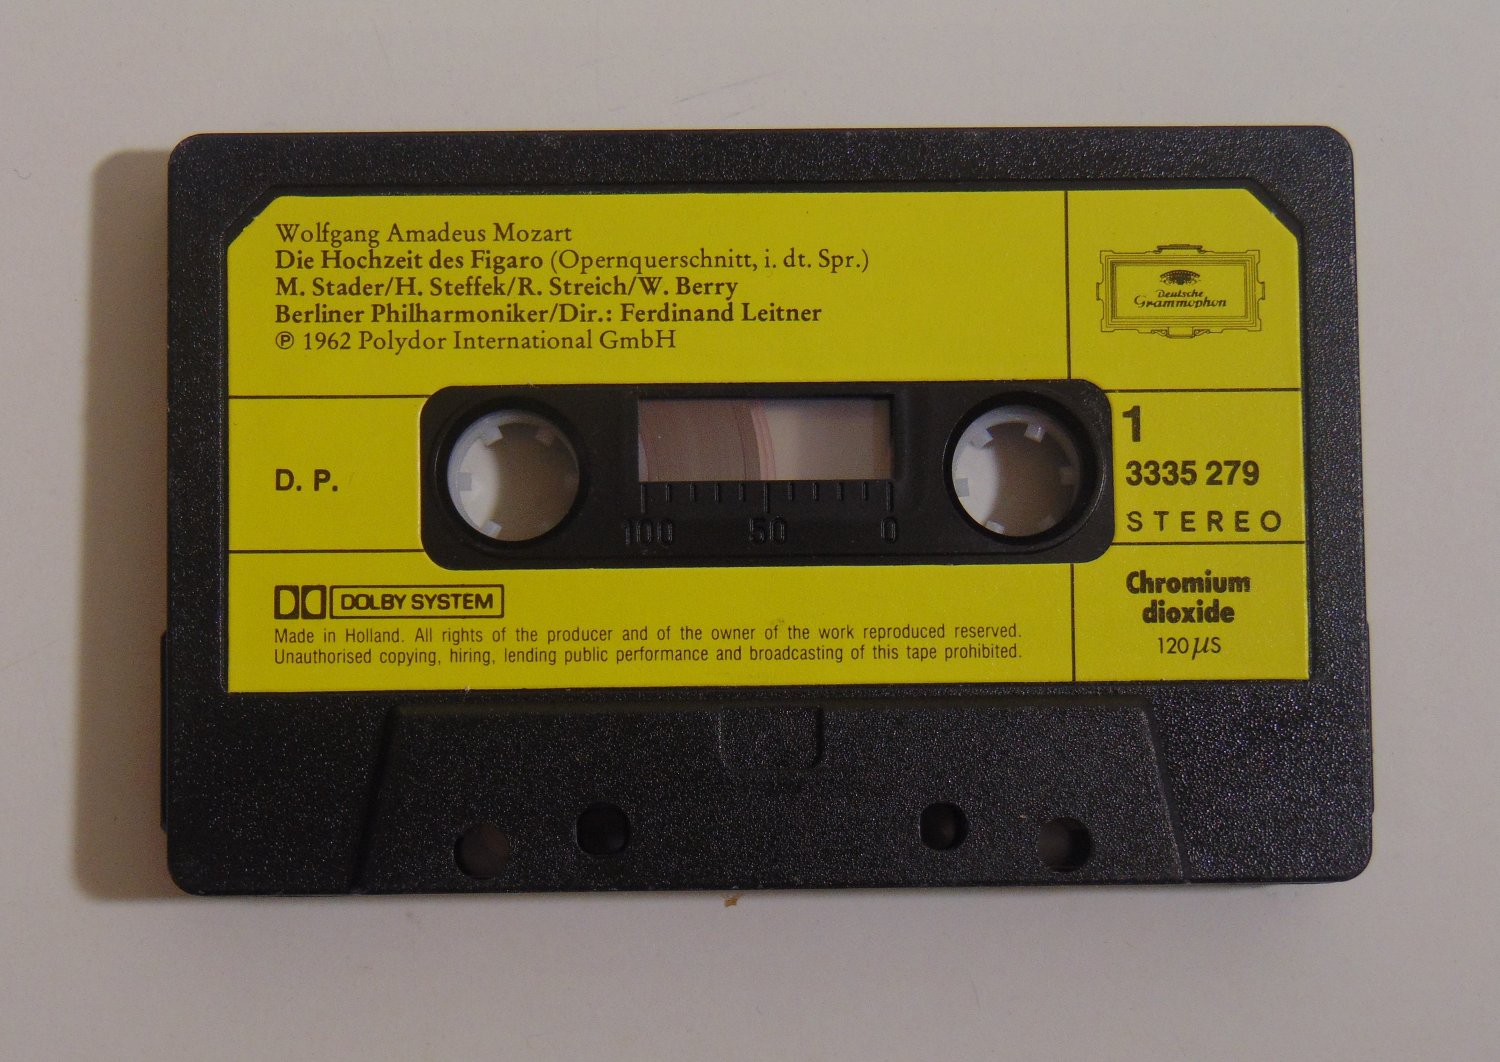 Wolfgang Amadeus Mozart
Die Hochzeit des Figaro (Opernquerschnitt, i. dt. Spr.)
M. Stader/H. Steffek/R. Streich/W. Berry
Berliner Philharmoniker/Dir.: Ferdinand Leitner
℗ 1962 Polydor International GmbH
Deutsche
Grammophon
D. P.
100 50 0
1
3335 279
STEREO
DOLBY SYSTEM
Made in Holland. All rights of the producer and of the owner of the work reproduced reserved.
Unauthorised copying, hiring, lending public performance and broadcasting of this tape prohibited.
Chromium
dioxide
120 µS